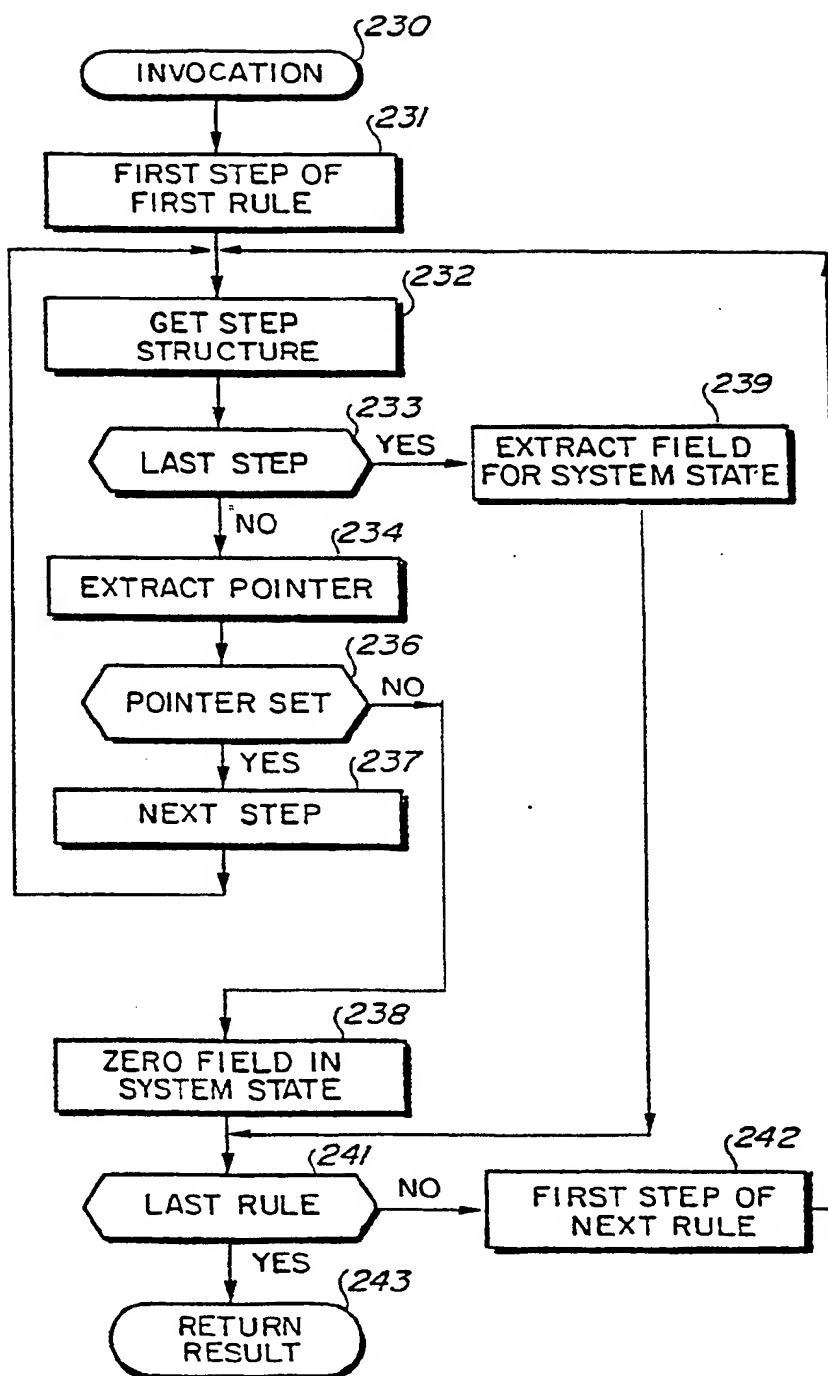 230
INVOCATION
231
FIRST STEP OF
FIRST RULE
232
GET STEP
STRUCTURE
233
LAST STEP
YES
239
EXTRACT FIELD
FOR SYSTEM STATE
NO
234
EXTRACT POINTER
236
POINTER SET
NO
YES
237
NEXT STEP
238
ZERO FIELD IN
SYSTEM STATE
241
LAST RULE
NO
242
FIRST STEP OF
NEXT RULE
YES
243
RETURN
RESULT